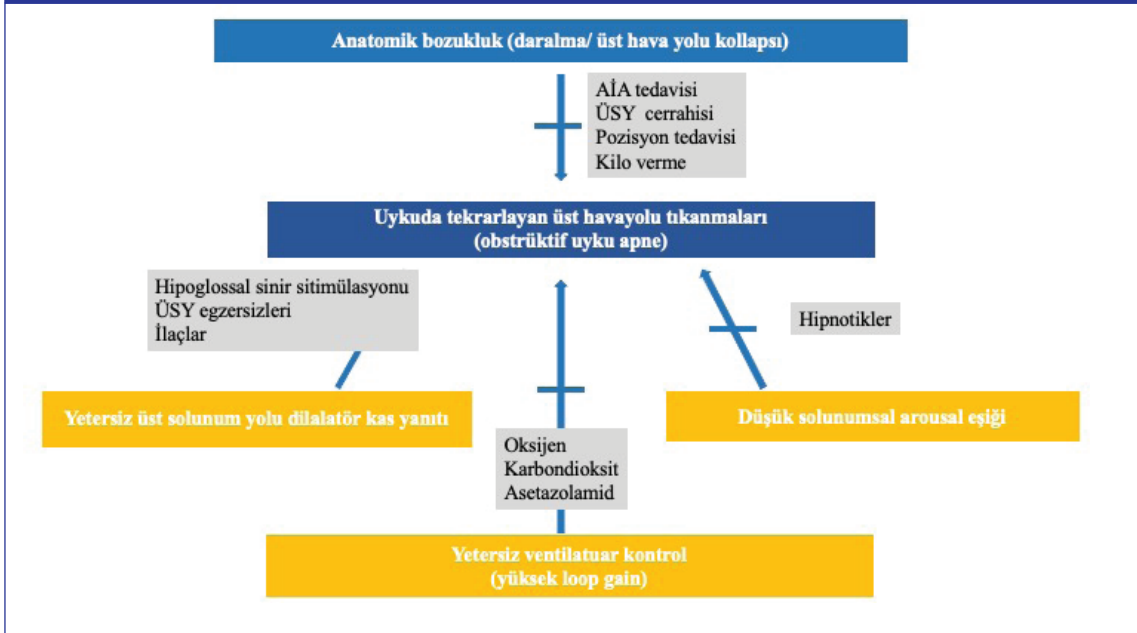 Anatomik bozukluk (daralma/ üst hava yolu kollapsı)
AİA tedavisi
ÜSY cerrahisi
Pozisyon tedavisi
Kilo verme
Uykuda tekrarlayan üst havayolu tıkanmaları
(obstrüktif uyku apne)
Hipoglossal sinir sitimülasyonu
ÜSY egzersizleri
İlaçlar
Hipnotikler
Yetersiz üst solunum yolu dilalatör kas yanıtı
Düşük solunumsal arousal eşiği
Oksijen
Karbondioksit
Asetazolamid
Yetersiz ventilatuar kontrol
(yüksek loop gain)